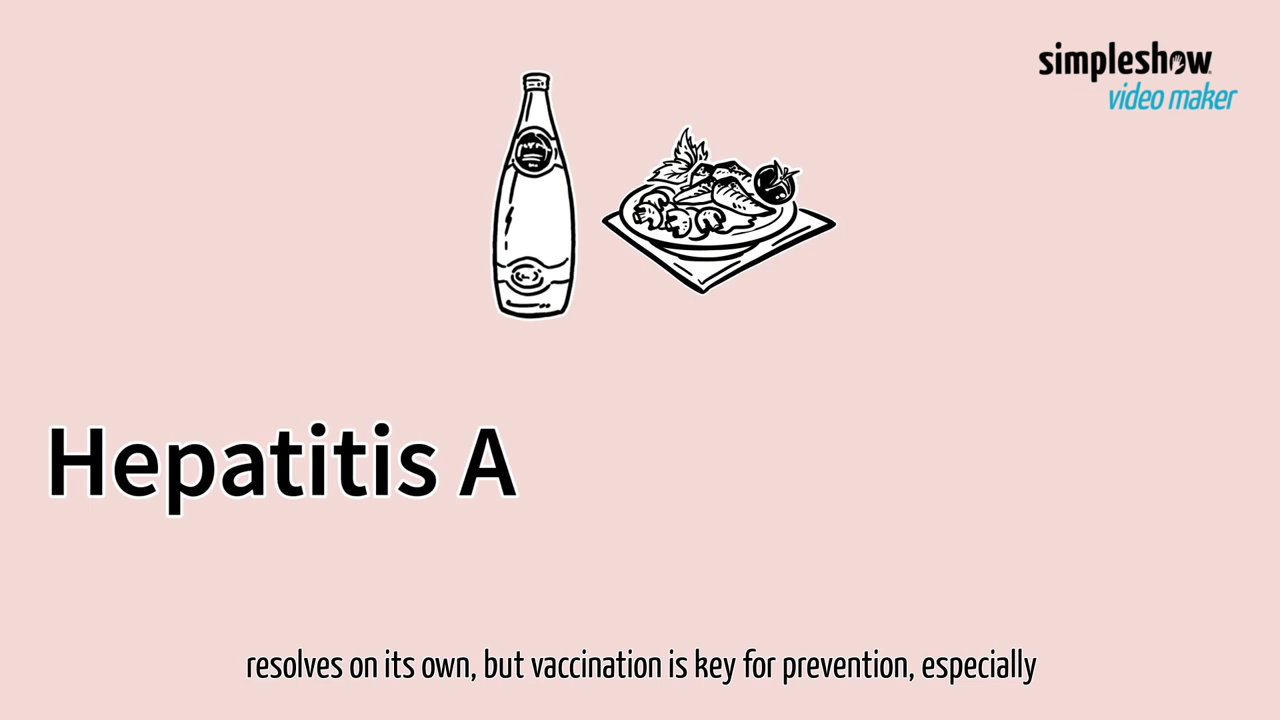 simpleshow
video maker
Hepatitis A
resolves on its own, but vaccination is key for prevention, especially